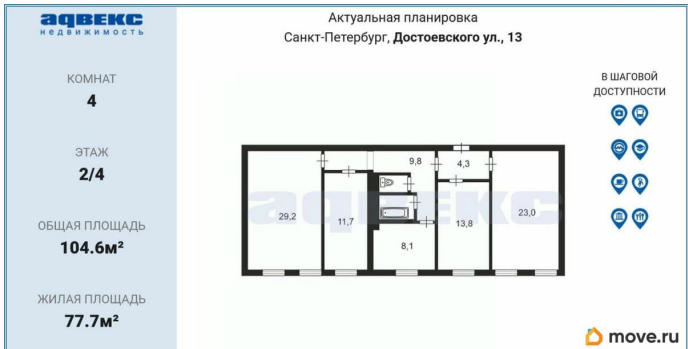 адвекс
недвижимость
КОМНАТ
4
ЭТАЖ
2/4
ОБЩАЯ ПЛОЩАДЬ
104.6м²
ЖИЛАЯ ПЛОЩАДЬ
77.7м²
Актуальная планировка
Санкт-Петербург, Достоевского ул., 13
9,8
4,3
29,2
11,7
8,1
13,8
23,0
адвекс
В ШАГОВОЙ
ДОСТУПНОСТИ
move.ru